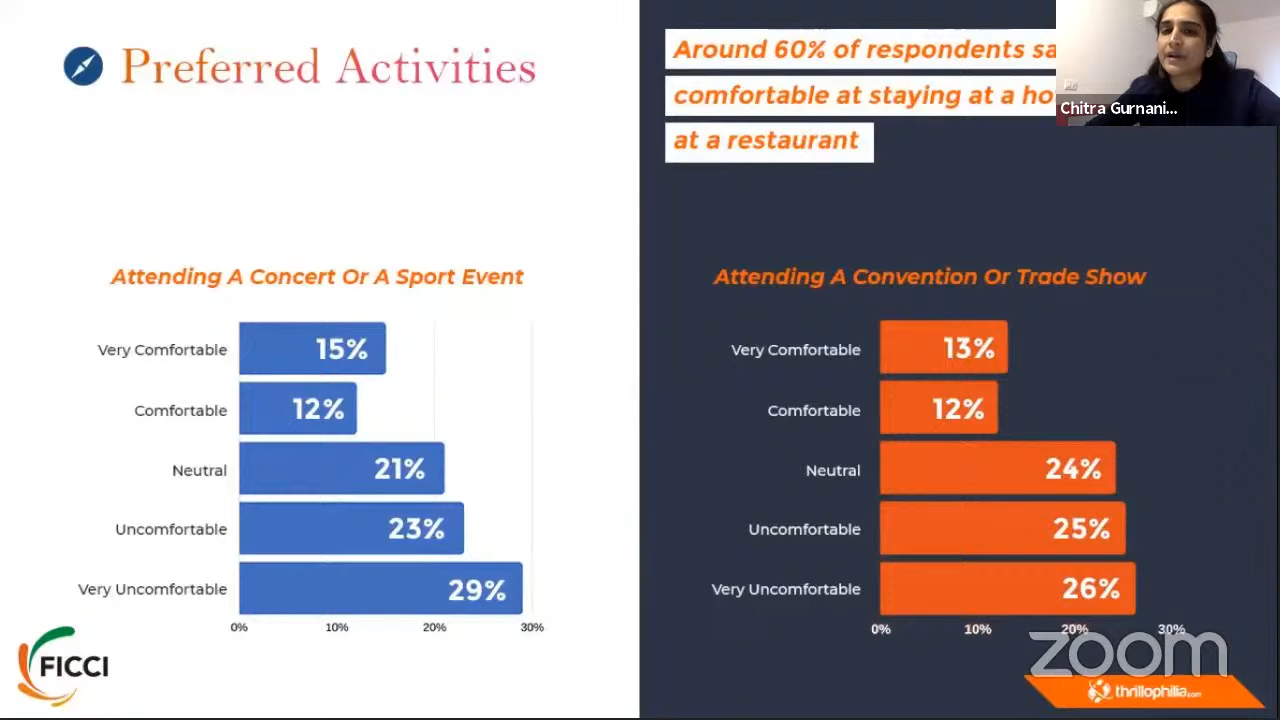 Preferred Activities
Around 60% of respondents sa
comfortable at staying at a ho
at a restaurant
Chitra Gurnani...
Attending A Concert Or A Sport Event
Very Comfortable 15%
Comfortable 12%
Neutral 21%
Uncomfortable 23%
Very Uncomfortable 29%
0% 10% 20% 30%
Attending A Convention Or Trade Show
Very Comfortable 13%
Comfortable 12%
Neutral 24%
Uncomfortable 25%
Very Uncomfortable 26%
0% 10% 20% 30%
FICCI
zoom
thrillophilia.com